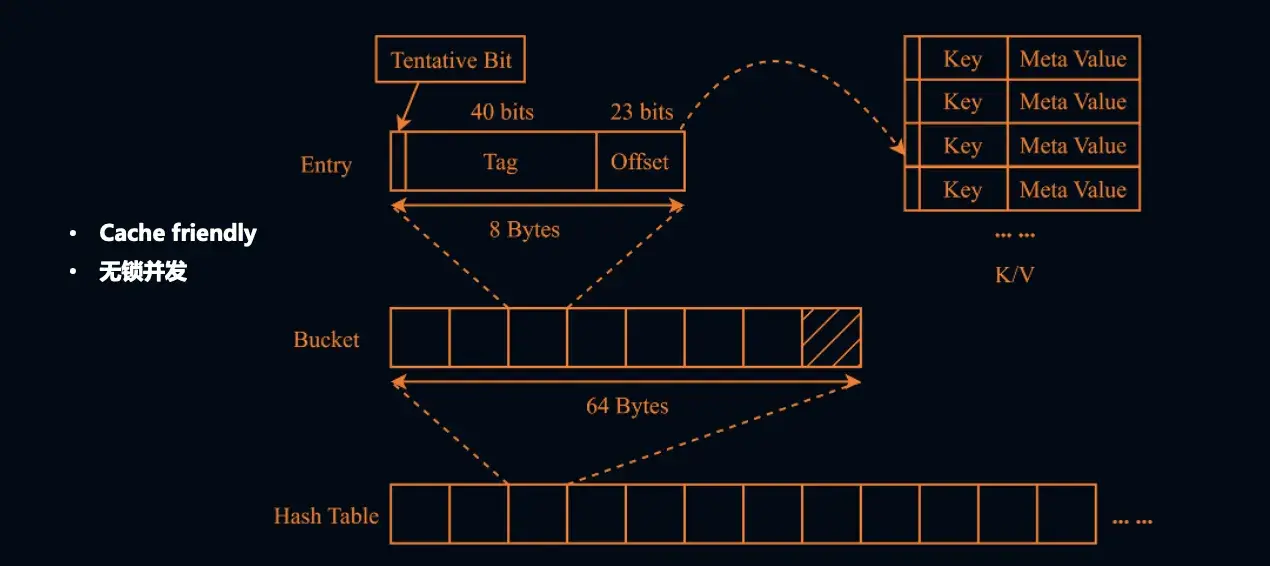 Tentative Bit
Key Meta Value
Key Meta Value
Key Meta Value
Key Meta Value
... ...
K/V
40 bits 23 bits
Entry Tag Offset
8 Bytes
• Cache friendly
• 无锁并发
Bucket
64 Bytes
Hash Table ... ...